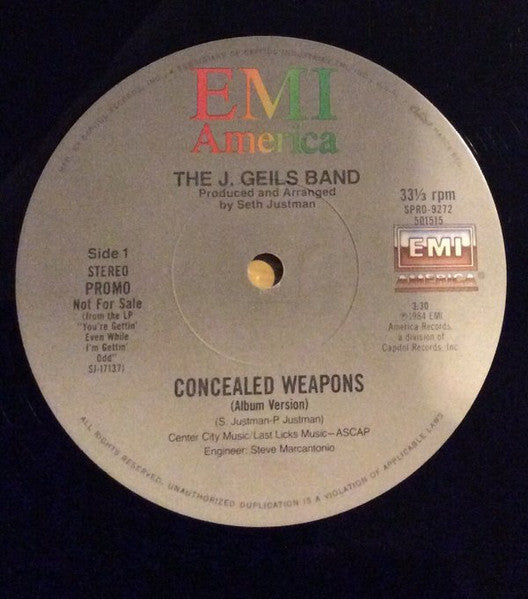 EMI
America
THE J. GEILS BAND
Produced and Arranged
by Seth Justman
33⅓ rpm
SPRO-9272
501515
EMI
AMERICA®
3:30
℗1984 EMI
America Records,
a division of
Capitol Records, Inc.
Side 1
STEREO
PROMO
Not For Sale
(from the LP
"You're Gettin'
Even While
I'm Gettin'
Odd"
SJ-17137)
CONCEALED WEAPONS
(Album Version)
(S. Justman-P. Justman)
Center City Music/Last Licks Music—ASCAP
Engineer: Steve Marcantonio
ALL RIGHTS RESERVED. UNAUTHORIZED DUPLICATION IS A VIOLATION OF APPLICABLE LAWS